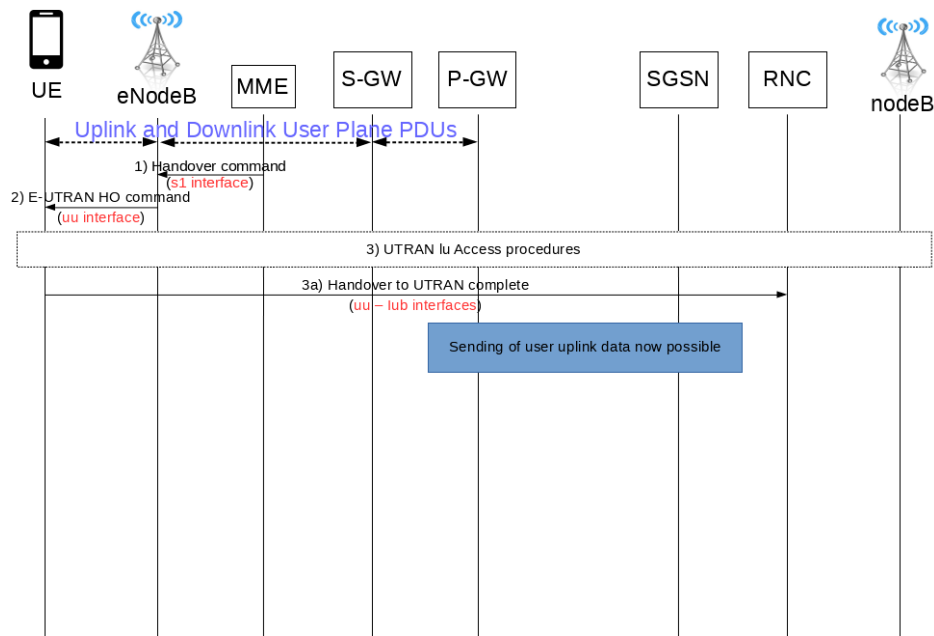 UE
eNodeB
MME
S-GW
P-GW
SGSN
RNC
nodeB
Uplink and Downlink User Plane PDUs
1) Handover command
(s1 interface)
2) E-UTRAN HO command
(uu interface)
3) UTRAN lu Access procedures
3a) Handover to UTRAN complete
(uu – Iub interfaces)
Sending of user uplink data now possible